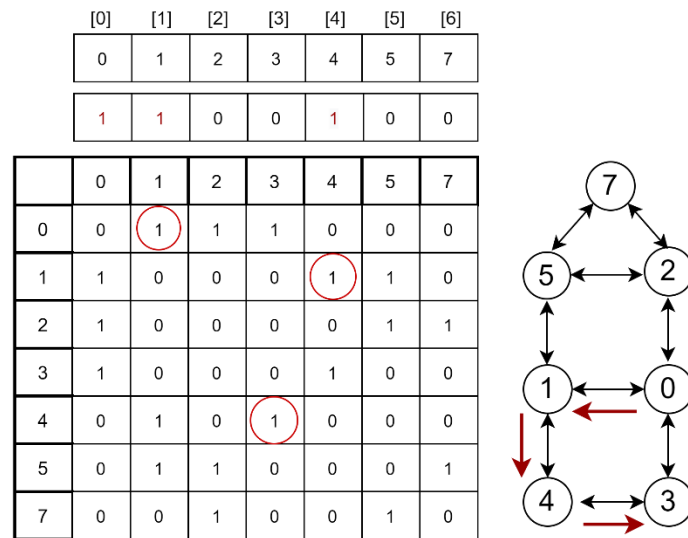 [0] [1] [2] [3] [4] [5] [6]
0 1 2 3 4 5 7
1 1 0 0 1 0 0
0 1 2 3 4 5 7
0 0 1 1 1 0 0 0
1 1 0 0 0 1 1 0
2 1 0 0 0 0 1 1
3 1 0 0 0 1 0 0
4 0 1 0 1 0 0 0
5 0 1 1 0 0 0 1
7 0 0 1 0 0 1 0
7
5 2
1 0
4 3